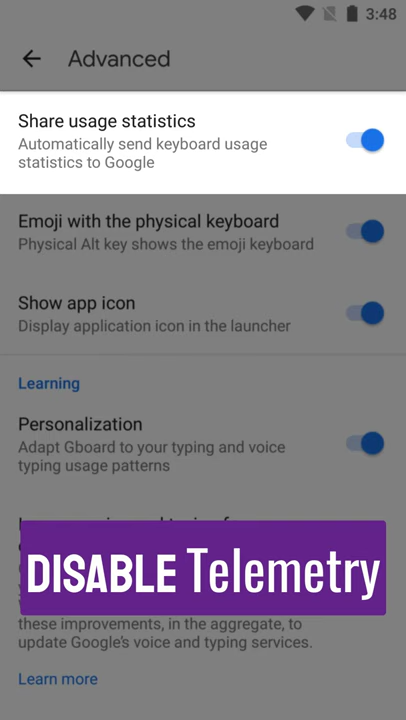 3:48
Advanced
Share usage statistics
Automatically send keyboard usage
statistics to Google
Emoji with the physical keyboard
Physical Alt key shows the emoji keyboard
Show app icon
Display application icon in the launcher
Learning
Personalization
Adapt Gboard to your typing and voice
typing usage patterns
DISABLE Telemetry
these improvements, in the aggregate, to
update Google's voice and typing services.
Learn more